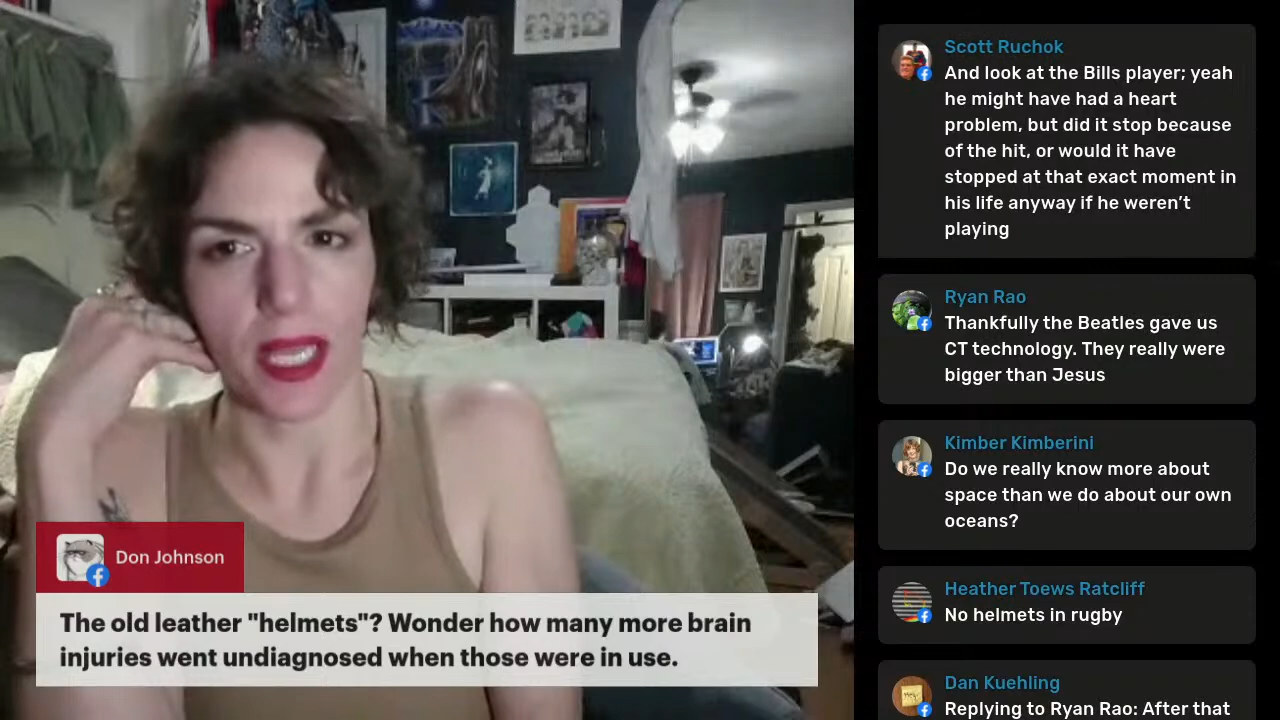 Scott Ruchok
And look at the Bills player; yeah
he might have had a heart
problem, but did it stop because
of the hit, or would it have
stopped at that exact moment in
his life anyway if he weren't
playing
Ryan Rao
Thankfully the Beatles gave us
CT technology. They really were
bigger than Jesus
Kimber Kimberini
Do we really know more about
space than we do about our own
oceans?
Heather Toews Ratcliff
No helmets in rugby
Dan Kuehling
Replying to Ryan Rao: After that
Don Johnson
The old leather "helmets"? Wonder how many more brain
injuries went undiagnosed when those were in use.